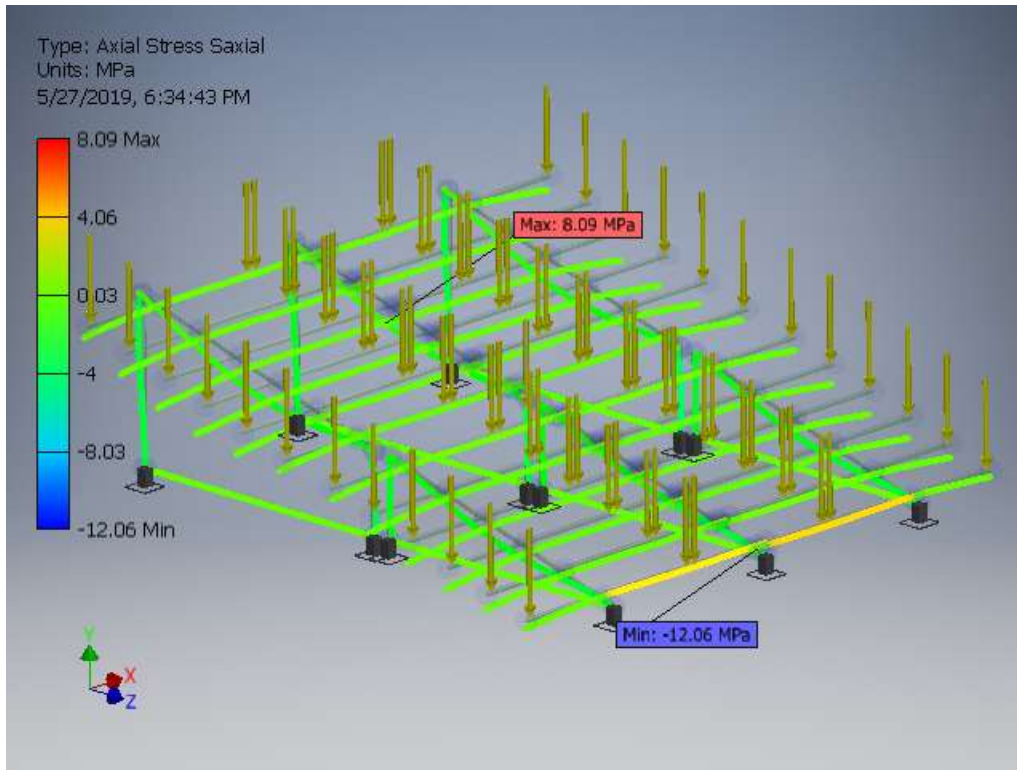 Type: Axial Stress Saxial
Units: MPa
5/27/2019, 6:34:43 PM
8.09 Max
4.06
0.03
-4
-8.03
-12.06 Min
Max: 8.09 MPa
Min: -12.06 MPa
Y
X
Z